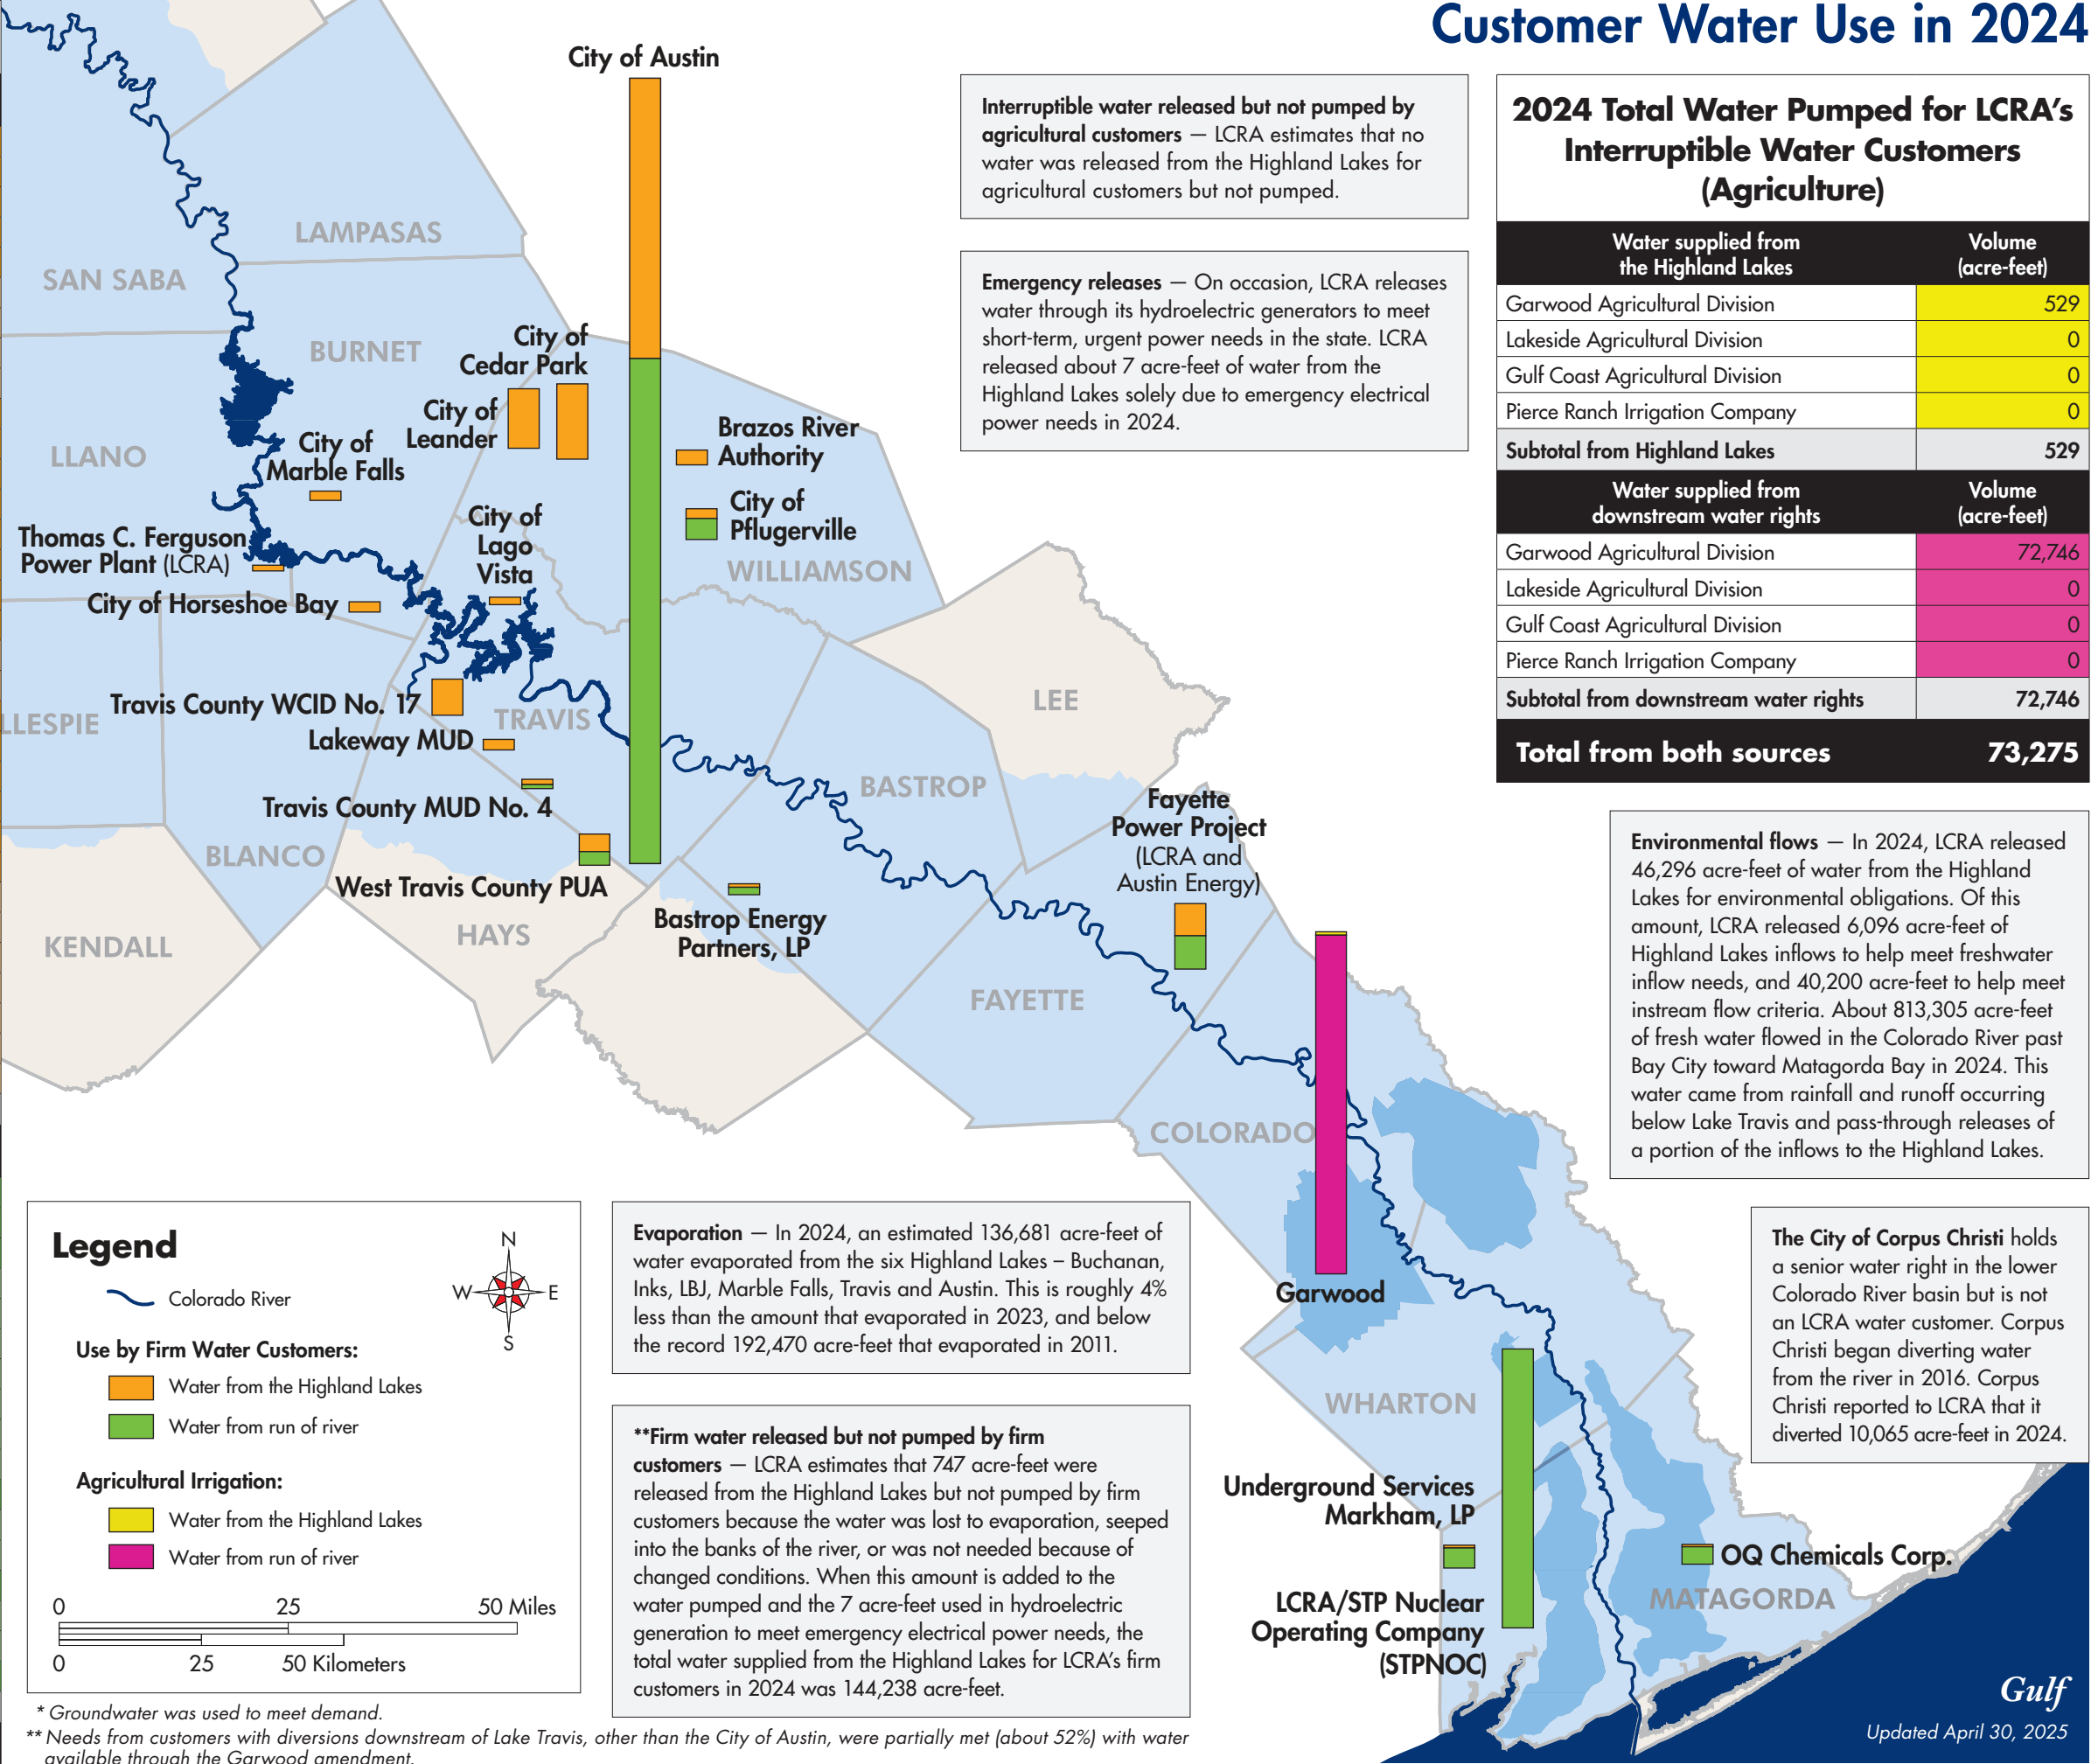 Customer Water Use in 2024
City of Austin
Interruptible water released but not pumped by
agricultural customers — LCRA estimates that no
water was released from the Highland Lakes for
agricultural customers but not pumped.
Emergency releases — On occasion, LCRA releases
water through its hydroelectric generators to meet
short-term, urgent power needs in the state. LCRA
released about 7 acre-feet of water from the
Highland Lakes solely due to emergency electrical
power needs in 2024.
2024 Total Water Pumped for LCRA's
Interruptible Water Customers
(Agriculture)
Water supplied from
the Highland Lakes
Volume
(acre-feet)
Garwood Agricultural Division 529
Lakeside Agricultural Division 0
Gulf Coast Agricultural Division 0
Pierce Ranch Irrigation Company 0
Subtotal from Highland Lakes 529
Water supplied from
downstream water rights
Volume
(acre-feet)
Garwood Agricultural Division 72,746
Lakeside Agricultural Division 0
Gulf Coast Agricultural Division 0
Pierce Ranch Irrigation Company 0
Subtotal from downstream water rights 72,746
Total from both sources 73,275
LAMPASAS
SAN SABA
BURNET
City of
Cedar Park
City of
Leander
LLANO
City of
Marble Falls
Brazos River
Authority
City of
Pflugerville
City of
Lago
Vista
Thomas C. Ferguson
Power Plant (LCRA)
WILLIAMSON
City of Horseshoe Bay
LEE
Travis County WCID No. 17
LLESPIE
TRAVIS
Lakeway MUD
BASTROP
Travis County MUD No. 4
BLANCO
West Travis County PUA
Fayette
Power Project
(LCRA and
Austin Energy)
KENDALL
HAYS
Bastrop Energy
Partners, LP
FAYETTE
COLORADO
Garwood
Environmental flows — In 2024, LCRA released
46,296 acre-feet of water from the Highland
Lakes for environmental obligations. Of this
amount, LCRA released 6,096 acre-feet of
Highland Lakes inflows to help meet freshwater
inflow needs, and 40,200 acre-feet to help meet
instream flow criteria. About 813,305 acre-feet
of fresh water flowed in the Colorado River past
Bay City toward Matagorda Bay in 2024. This
water came from rainfall and runoff occurring
below Lake Travis and pass-through releases of
a portion of the inflows to the Highland Lakes.
Legend
N
W
E
S
Colorado River
Use by Firm Water Customers:
Water from the Highland Lakes
Water from run of river
Agricultural Irrigation:
Water from the Highland Lakes
Water from run of river
0 25 50 Miles
0 25 50 Kilometers
Evaporation — In 2024, an estimated 136,681 acre-feet of
water evaporated from the six Highland Lakes – Buchanan,
Inks, LBJ, Marble Falls, Travis and Austin. This is roughly 4%
less than the amount that evaporated in 2023, and below
the record 192,470 acre-feet that evaporated in 2011.
**Firm water released but not pumped by firm
customers — LCRA estimates that 747 acre-feet were
released from the Highland Lakes but not pumped by firm
customers because the water was lost to evaporation, seeped
into the banks of the river, or was not needed because of
changed conditions. When this amount is added to the
water pumped and the 7 acre-feet used in hydroelectric
generation to meet emergency electrical power needs, the
total water supplied from the Highland Lakes for LCRA's firm
customers in 2024 was 144,238 acre-feet.
The City of Corpus Christi holds
a senior water right in the lower
Colorado River basin but is not
an LCRA water customer. Corpus
Christi began diverting water
from the river in 2016. Corpus
Christi reported to LCRA that it
diverted 10,065 acre-feet in 2024.
WHARTON
Underground Services
Markham, LP
OQ Chemicals Corp.
MATAGORDA
LCRA/STP Nuclear
Operating Company
(STPNOC)
Gulf
Updated April 30, 2025
* Groundwater was used to meet demand.
** Needs from customers with diversions downstream of Lake Travis, other than the City of Austin, were partially met (about 52%) with water
available through the Garwood amendment.